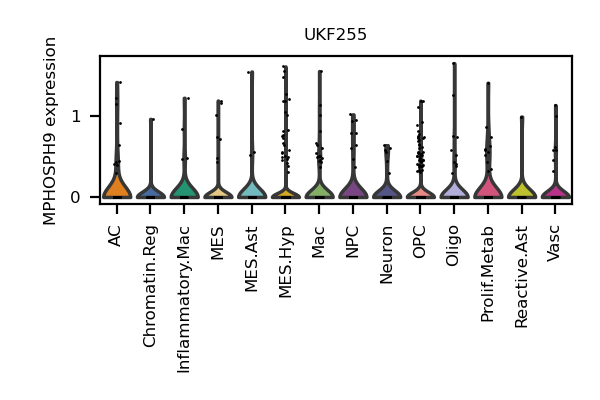 UKF255
MPHOSPH9 expression
1
0
AC
Chromatin.Reg
Inflammatory.Mac
MES
MES.Ast
MES.Hyp
Mac
NPC
Neuron
OPC
Oligo
Prolif.Metab
Reactive.Ast
Vasc